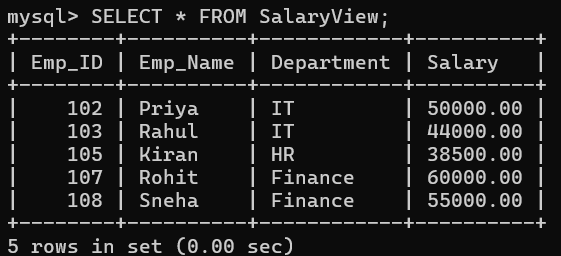 mysql> SELECT * FROM SalaryView;
+--------+----------+------------+----------+
| Emp_ID | Emp_Name | Department | Salary   |
+--------+----------+------------+----------+
|    102 | Priya    | IT         | 50000.00 |
|    103 | Rahul    | IT         | 44000.00 |
|    105 | Kiran    | HR         | 38500.00 |
|    107 | Rohit    | Finance    | 60000.00 |
|    108 | Sneha    | Finance    | 55000.00 |
+--------+----------+------------+----------+
5 rows in set (0.00 sec)